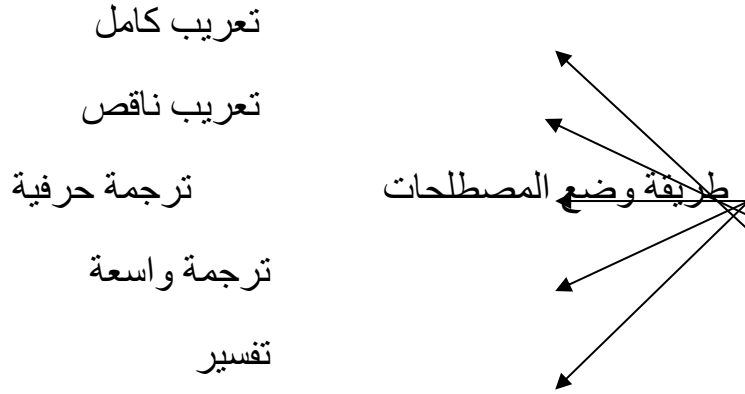 تعريب كامل
تعريب ناقص
طريقة وضع المصطلحات ترجمة حرفية
ترجمة واسعة
تفسير